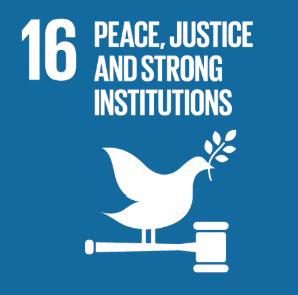 16 PEACE, JUSTICE
AND STRONG
INSTITUTIONS